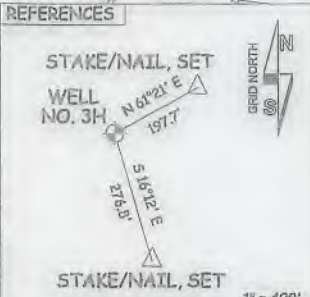 REFERENCES
STAKE/NAIL, SET
WELL
NO. 3H
N 61°21' E
197.7'
GRID NORTH
N
S
S 16°12' E
276.8'
STAKE/NAIL, SET